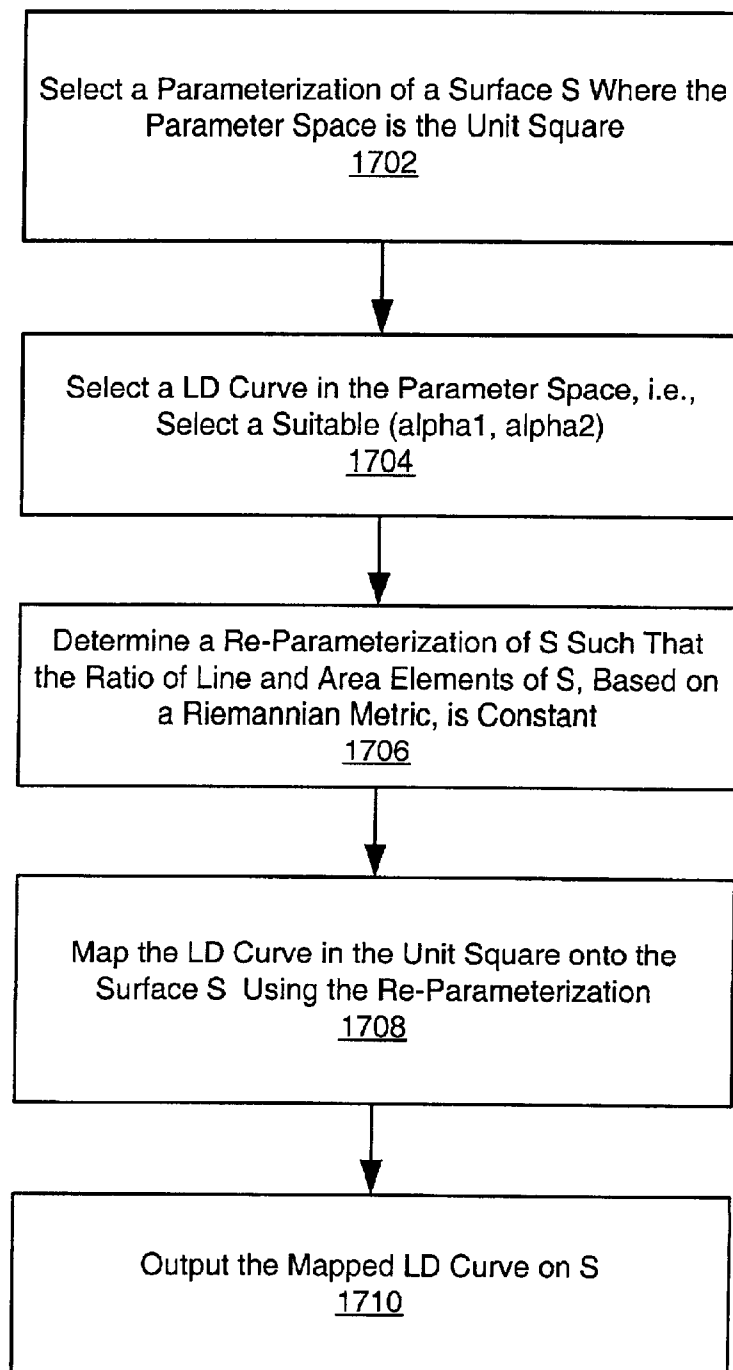 Select a Parameterization of a Surface S Where the
Parameter Space is the Unit Square
1702
Select a LD Curve in the Parameter Space, i.e.,
Select a Suitable (alpha1, alpha2)
1704
Determine a Re-Parameterization of S Such That
the Ratio of Line and Area Elements of S, Based on
a Riemannian Metric, is Constant
1706
Map the LD Curve in the Unit Square onto the
Surface S Using the Re-Parameterization
1708
Output the Mapped LD Curve on S
1710